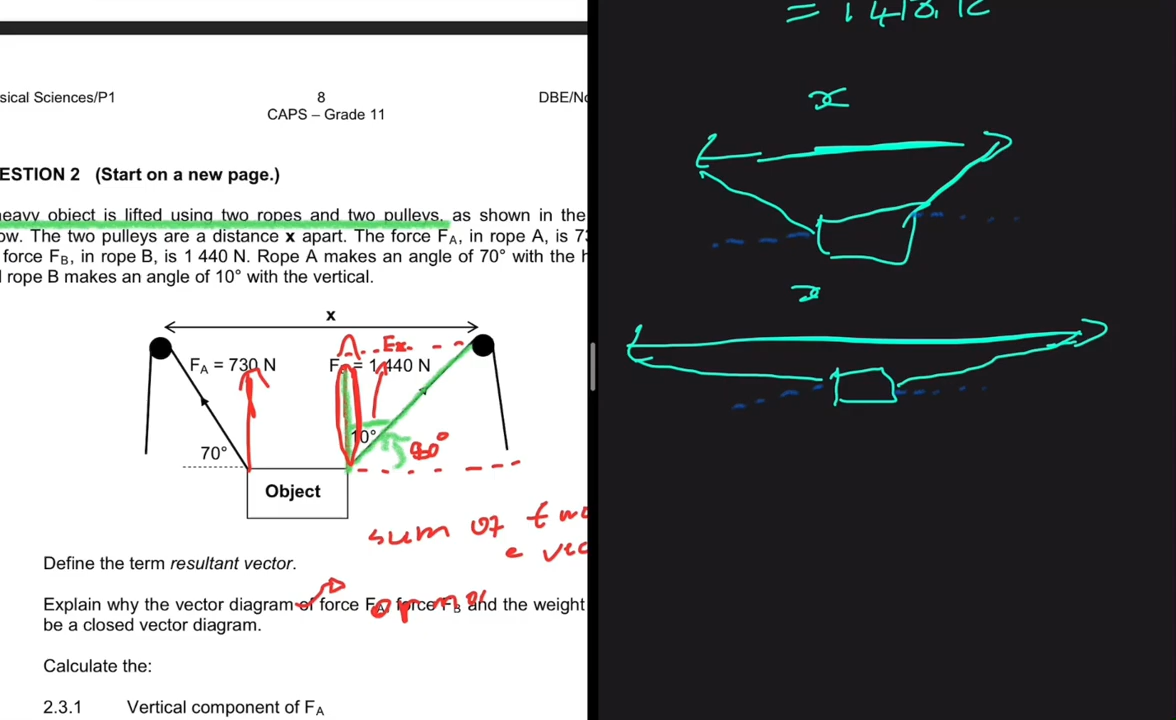 sical Sciences/P1 8 DBE/No
CAPS – Grade 11
ESTION 2 (Start on a new page.)
heavy object is lifted using two ropes and two pulleys, as shown in the
ow. The two pulleys are a distance x apart. The force FA, in rope A, is 73
force FB, in rope B, is 1 440 N. Rope A makes an angle of 70° with the h
rope B makes an angle of 10° with the vertical.
x
A
FA = 730 N
= 1 440 N
10°
70°
80°
Object
sum of two
e vec
Define the term resultant vector.
Explain why the vector diagram of force FA, force FB and the weight
be a closed vector diagram.
Calculate the:
2.3.1 Vertical component of FA
x
x